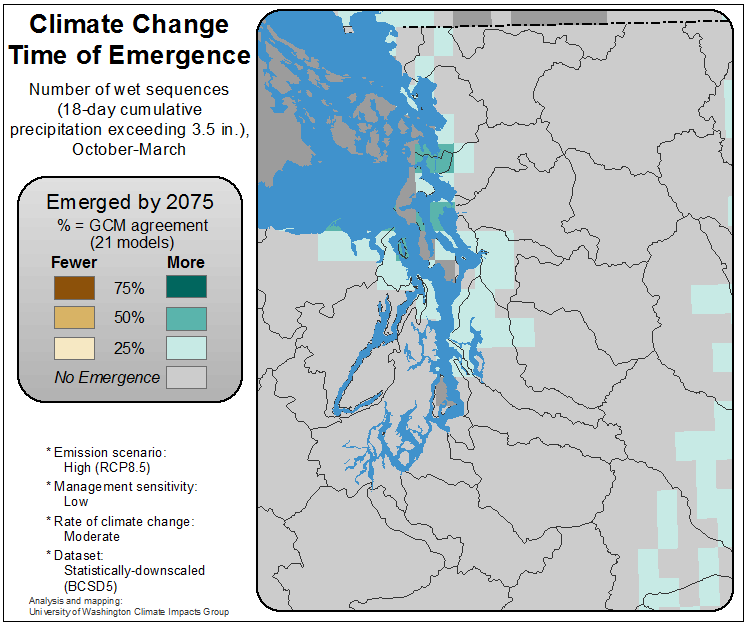 Climate Change
Time of Emergence
Number of wet sequences
(18-day cumulative
precipitation exceeding 3.5 in.),
October-March
Emerged by 2075
% = GCM agreement
(21 models)
Fewer More
75%
50%
25%
No Emergence
* Emission scenario:
High (RCP8.5)
* Management sensitivity:
Low
* Rate of climate change:
Moderate
* Dataset:
Statistically-downscaled
(BCSD5)
Analysis and mapping:
University of Washington Climate Impacts Group